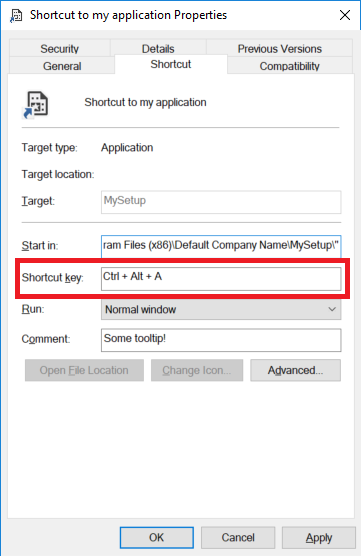 Shortcut to my application Properties
Security Details Previous Versions
General Shortcut Compatibility
Shortcut to my application
Target type: Application
Target location:
Target: MySetup
Start in: ram Files (x86)\Default Company Name\MySetup\"
Shortcut key: Ctrl + Alt + A
Run: Normal window
Comment: Some tooltip!
Open File Location Change Icon... Advanced...
OK Cancel Apply